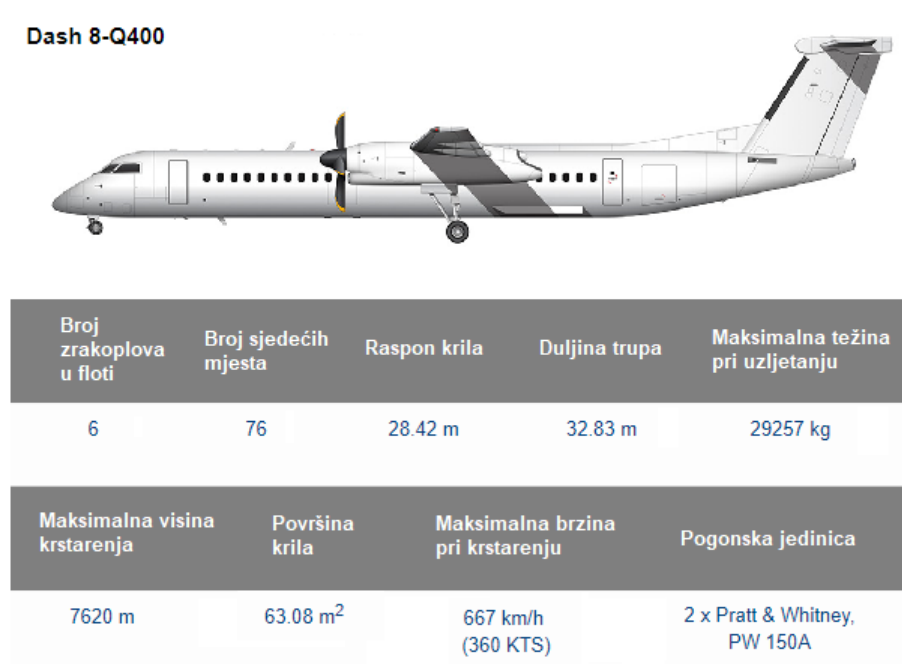 Dash 8-Q400
Broj
zrakoplova
u floti
Broj sjedećih
mjesta
Raspon krila
Duljina trupa
Maksimalna težina
pri uzljetanju
6
76
28.42 m
32.83 m
29257 kg
Maksimalna visina
krstarenja
Površina
krila
Maksimalna brzina
pri krstarenju
Pogonska jedinica
7620 m
63.08 m²
667 km/h
(360 KTS)
2 x Pratt & Whitney,
PW 150A